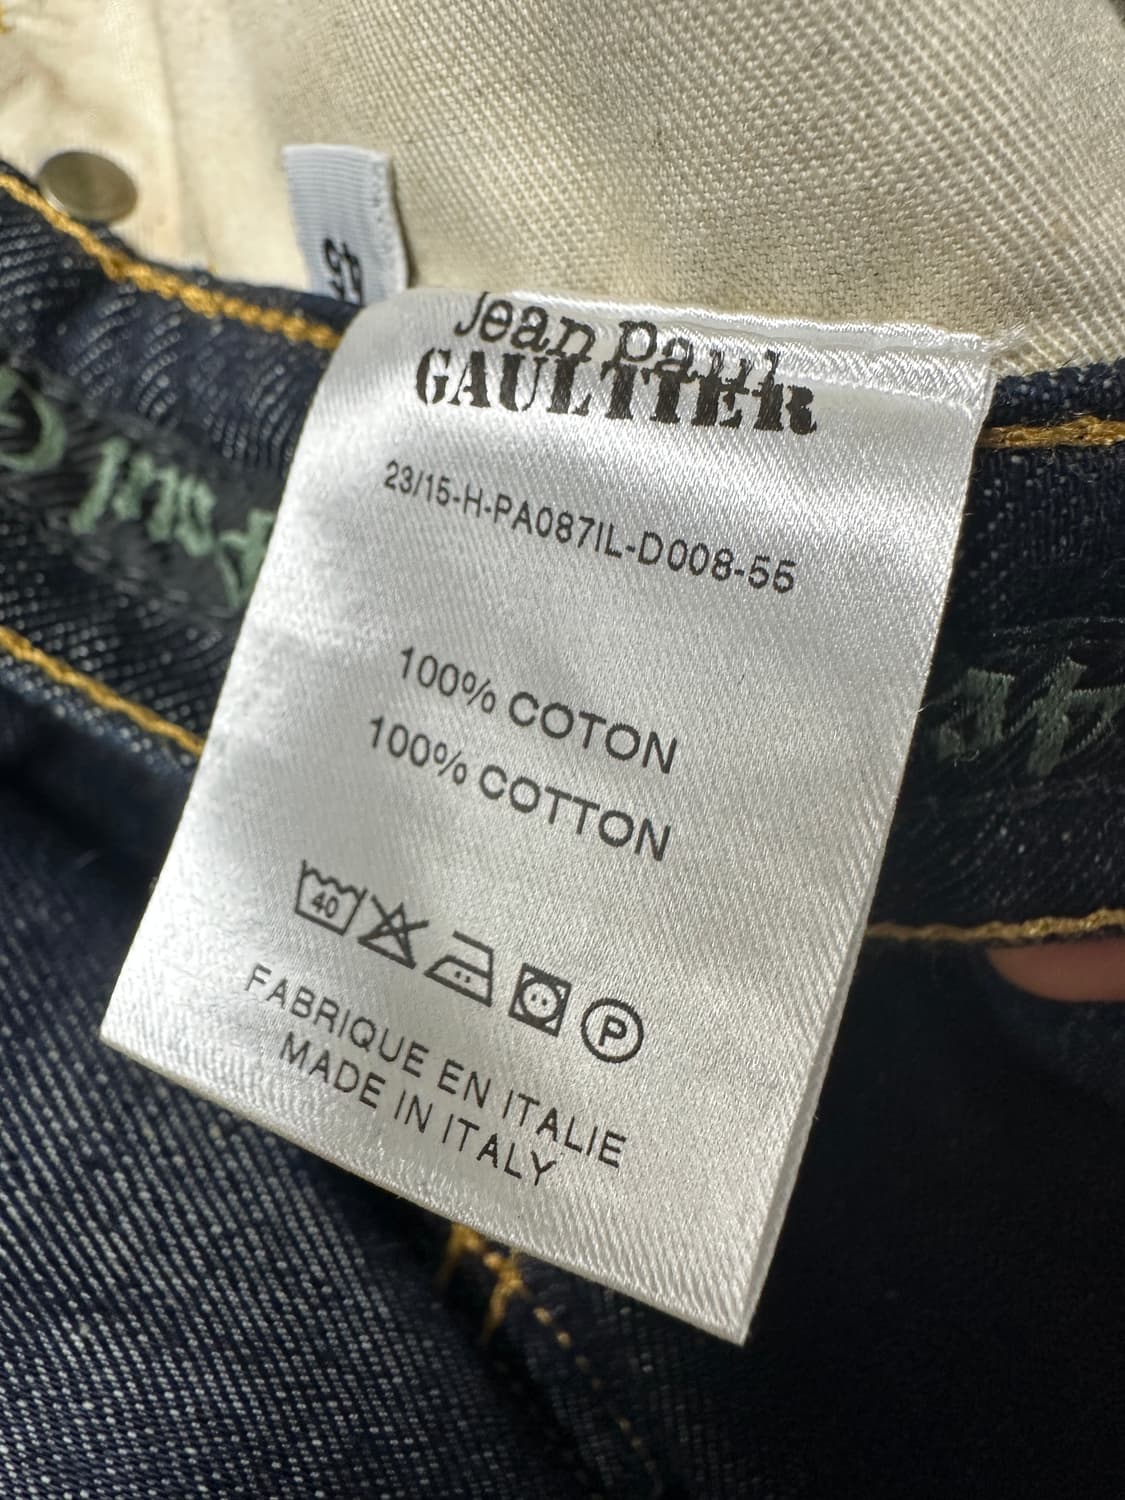 34
Jean Paul
GAULTIER
23/15-H-PA087IL-D008-55
100% COTON
100% COTTON
40
P
FABRIQUE EN ITALIE
MADE IN ITALY